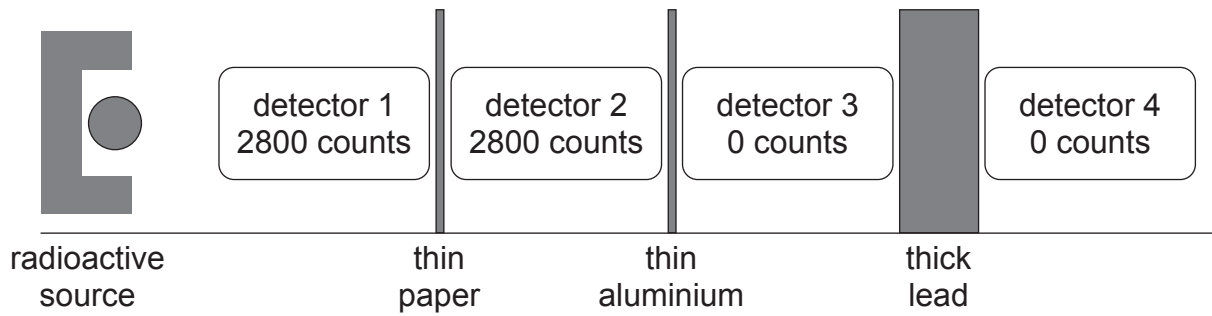 detector 1
2800 counts
detector 2
2800 counts
detector 3
0 counts
detector 4
0 counts
radioactive
source
thin
paper
thin
aluminium
thick
lead